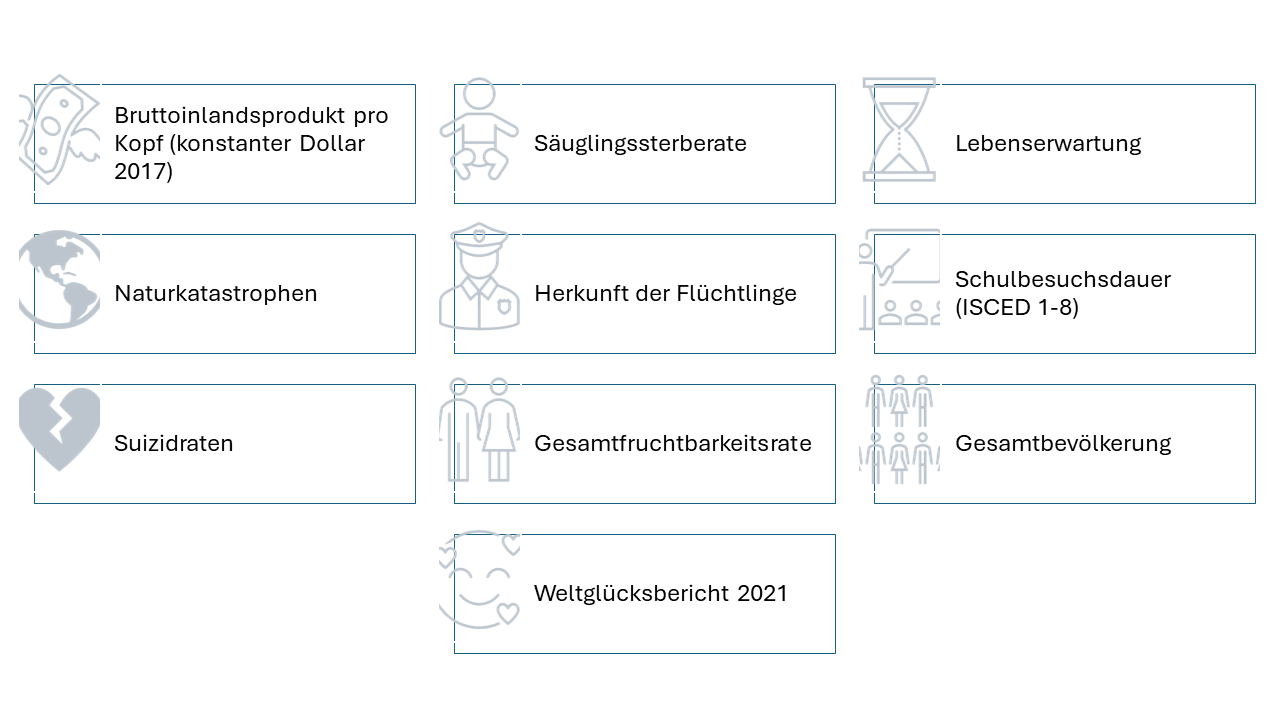 Bruttoinlandsprodukt pro
Kopf (konstanter Dollar
2017)
Säuglingssterberate
Lebenserwartung
Naturkatastrophen
Herkunft der Flüchtlinge
Schulbesuchsdauer
(ISCED 1-8)
Suizidraten
Gesamtfruchtbarkeitsrate
Gesamtbevölkerung
Weltglücksbericht 2021